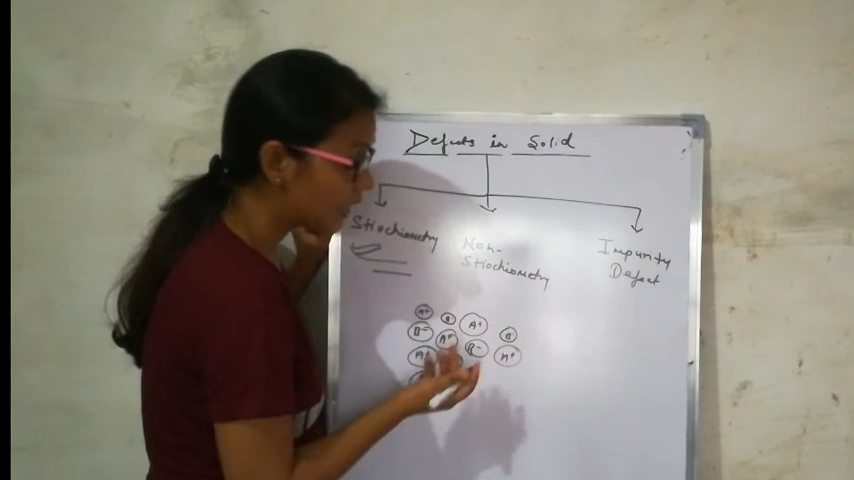 Defects in Solid
Stiochiometry
Non-
Stiochiometry
Impurity
Defect
A+ B A+ B
B- A+ B- A+
A+